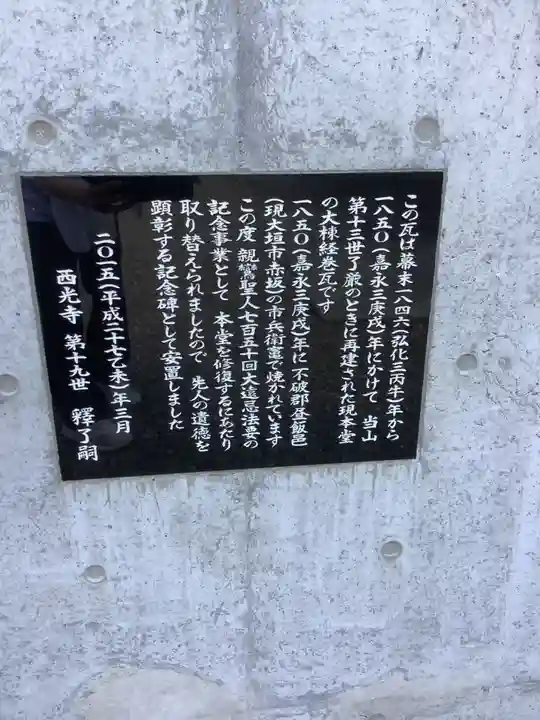 この瓦は幕末一八四六(弘化三丙午)年から
一八五〇(嘉永三庚戌)年にかけて 当山
第十三世了厳のときに再建された現本堂
の大棟経巻瓦です
一八五〇(嘉永三庚戌)年に 不破郡昼飯邑
(現大垣市赤坂)の市兵衛窯で焼かれています
この度 親鸞聖人七百五十回大遠忌法要の
記念事業として 本堂を修復するにあたり
取り替えられましたので 先人の遺徳を
顕彰する記念碑として安置しました
二〇十五(平成二十七乙未)年三月
西光寺 第十九世 釋了嗣